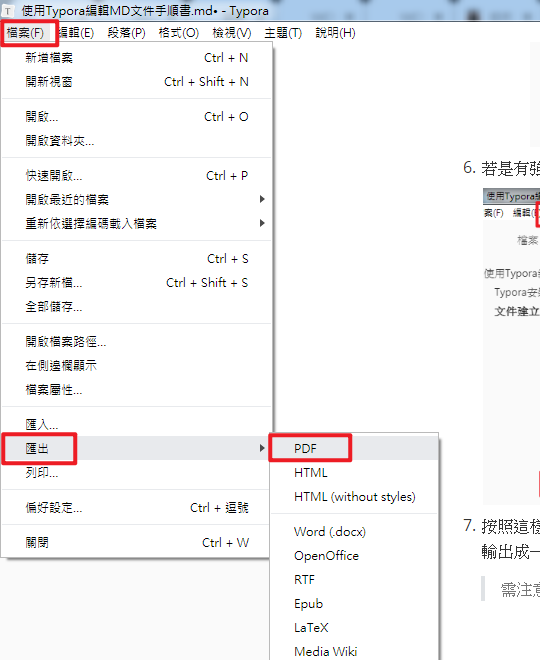 使用Typora編輯MD文件手順書.md• - Typora
檔案(F) 編輯(E) 段落(P) 格式(O) 檢視(V) 主題(T) 說明(H)
新增檔案 Ctrl + N
開新視窗 Ctrl + Shift + N
開啟... Ctrl + O
開啟資料夾...
快速開啟... Ctrl + P
開啟最近的檔案
重新依選擇編碼載入檔案
儲存 Ctrl + S
另存新檔... Ctrl + Shift + S
全部儲存...
開啟檔案路徑...
在側邊欄顯示
檔案屬性...
匯入...
匯出
列印...
偏好設定... Ctrl + 逗號
關閉 Ctrl + W
PDF
HTML
HTML (without styles)
Word (.docx)
OpenOffice
RTF
Epub
LaTeX
Media Wiki
6. 若是有強
使用Typora編
案(F) 編輯(
檔案
使用Typora
Typora安
文件建立
7. 按照這樣
輸出成一
需注意